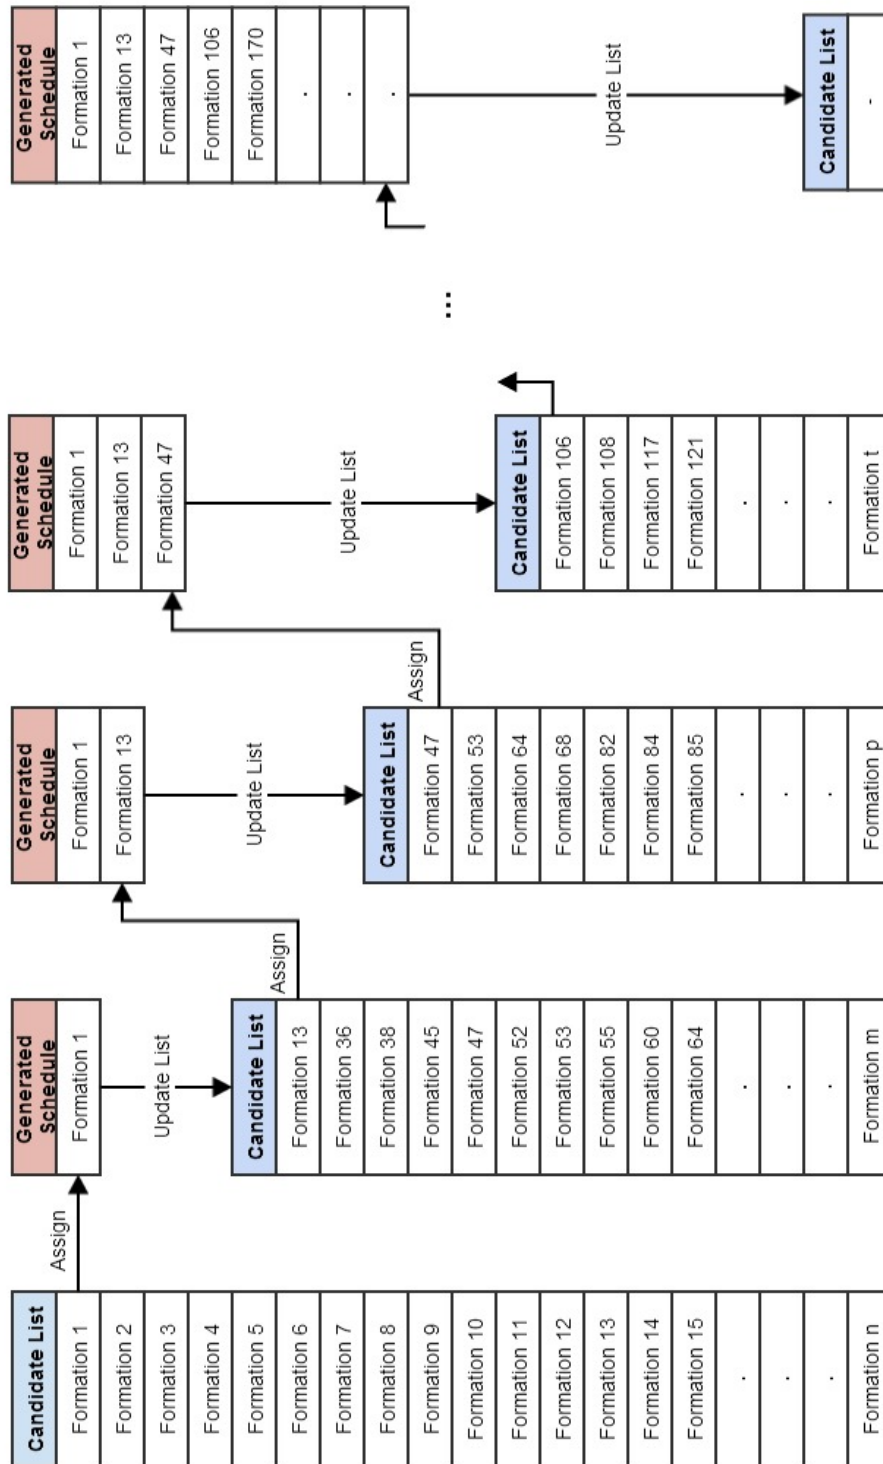 Candidate List
Formation 1
Formation 2
Formation 3
Formation 4
Formation 5
Formation 6
Formation 7
Formation 8
Formation 9
Formation 10
Formation 11
Formation 12
Formation 13
Formation 14
Formation 15
.
.
.
Formation n
Assign
Generated
Schedule
Formation 1
Update List
Candidate List
Formation 13
Formation 36
Formation 38
Formation 45
Formation 47
Formation 52
Formation 53
Formation 55
Formation 60
Formation 64
.
.
.
Formation m
Assign
Generated
Schedule
Formation 1
Formation 13
Update List
Candidate List
Formation 47
Formation 53
Formation 64
Formation 68
Formation 82
Formation 84
Formation 85
.
.
.
Formation p
Assign
Generated
Schedule
Formation 1
Formation 13
Formation 47
Update List
Candidate List
Formation 106
Formation 108
Formation 117
Formation 121
.
.
.
Formation t
...
Generated
Schedule
Formation 1
Formation 13
Formation 47
Formation 106
Formation 170
.
.
.
Update List
Candidate List
-